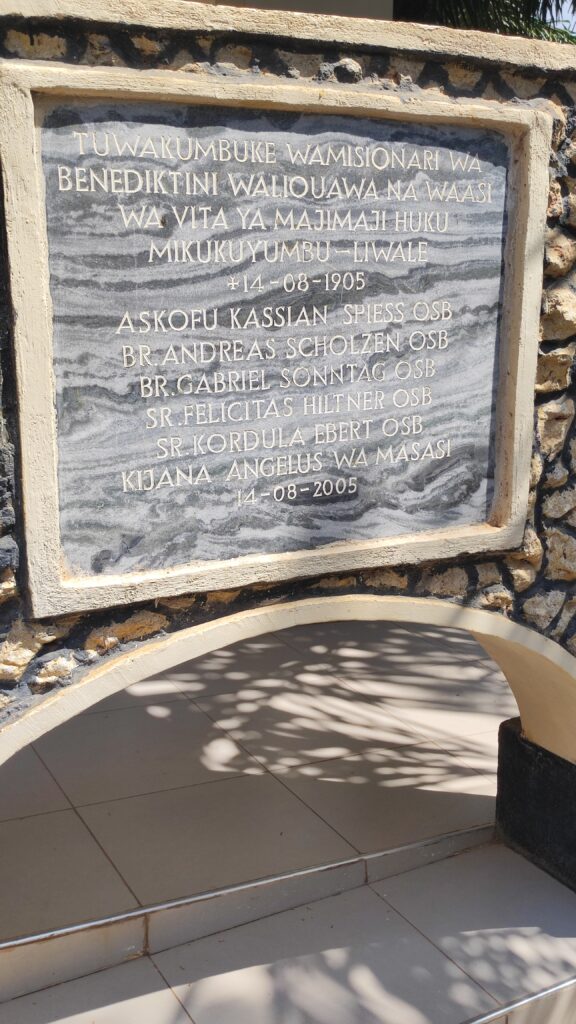 TUWAKUMBUKE WAMISIONARI WA
BENEDIKTINI WALIOUAWA NA WAASI
WA VITA YA MAJIMAJI HUKU
MIKUKUYUMBU-LIWALE
+14-08-1905
ASKOFU KASSIAN SPIESS OSB
BR.ANDREAS SCHOLZEN OSB
BR.GABRIEL SONNTAG OSB
SR.FELICITAS HILTNER OSB
SR.KORDULA EBERT OSB
KIJANA ANGELUS WA MASASI
14-08-2005